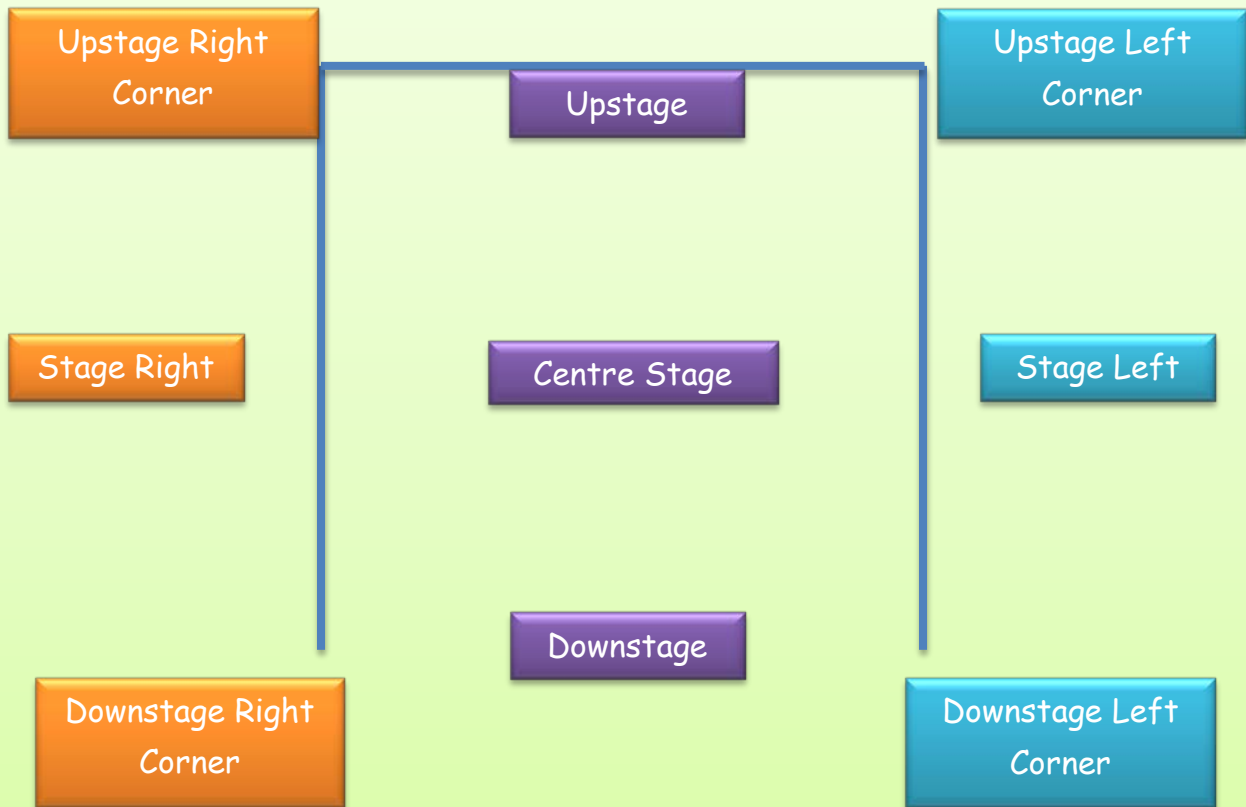 Upstage Right
Corner
Upstage
Upstage Left
Corner
Stage Right
Centre Stage
Stage Left
Downstage
Downstage Right
Corner
Downstage Left
Corner